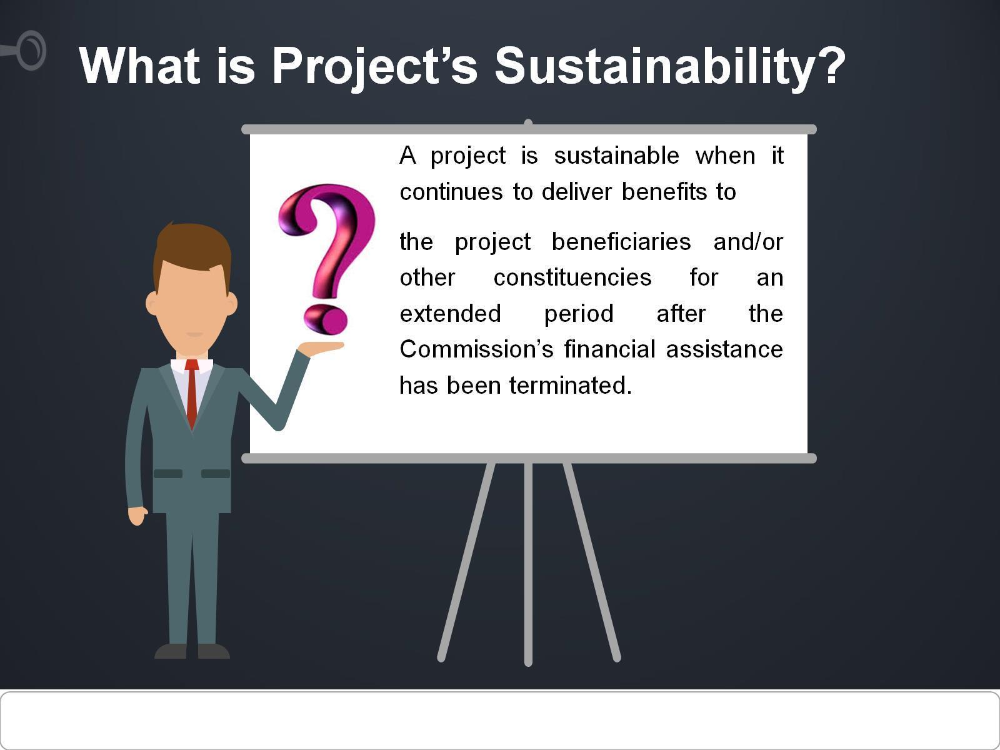 What is Project’s Sustainability?
A project is sustainable when it
continues to deliver benefits to
the project beneficiaries and/or
other constituencies for an
extended period after the
Commission’s financial assistance
has been terminated.